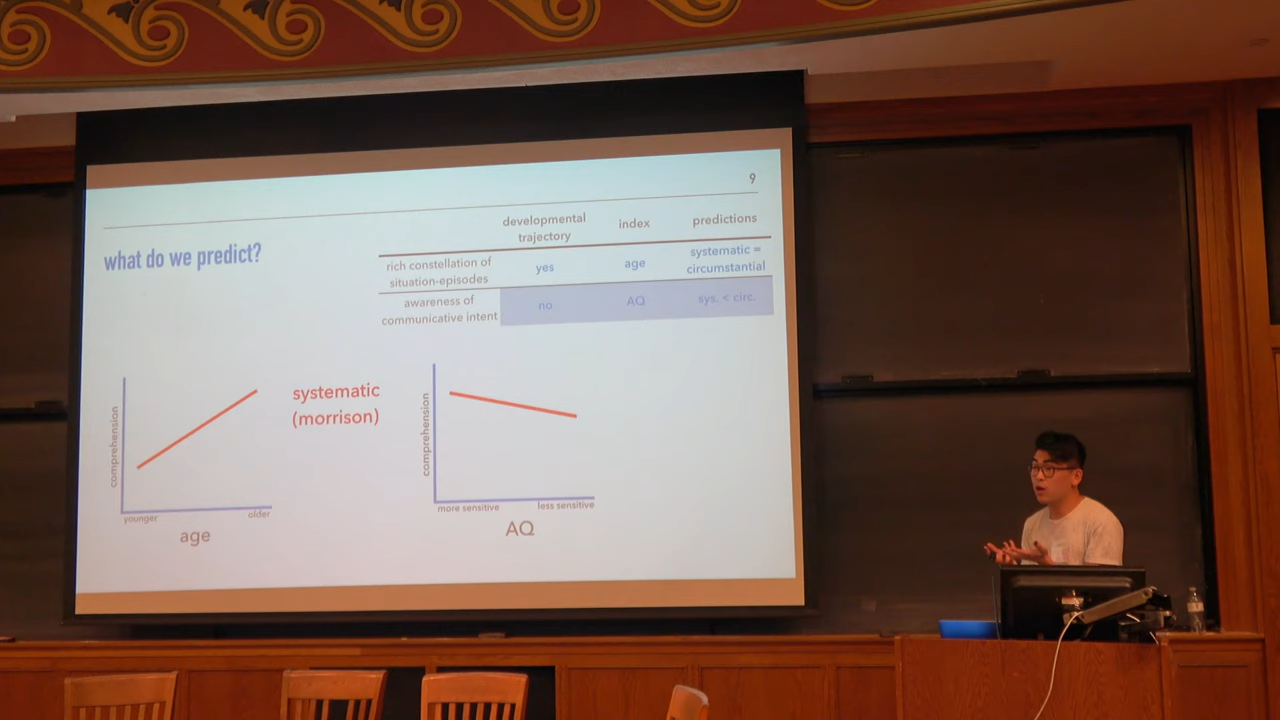 9
what do we predict?
developmental
trajectory
index
predictions
rich constellation of
situation-episodes
yes
age
systematic =
circumstantial
awareness of
communicative intent
no
AQ
sys. < circ.
comprehension
younger
older
age
systematic
(morrison)
comprehension
more sensitive
less sensitive
AQ